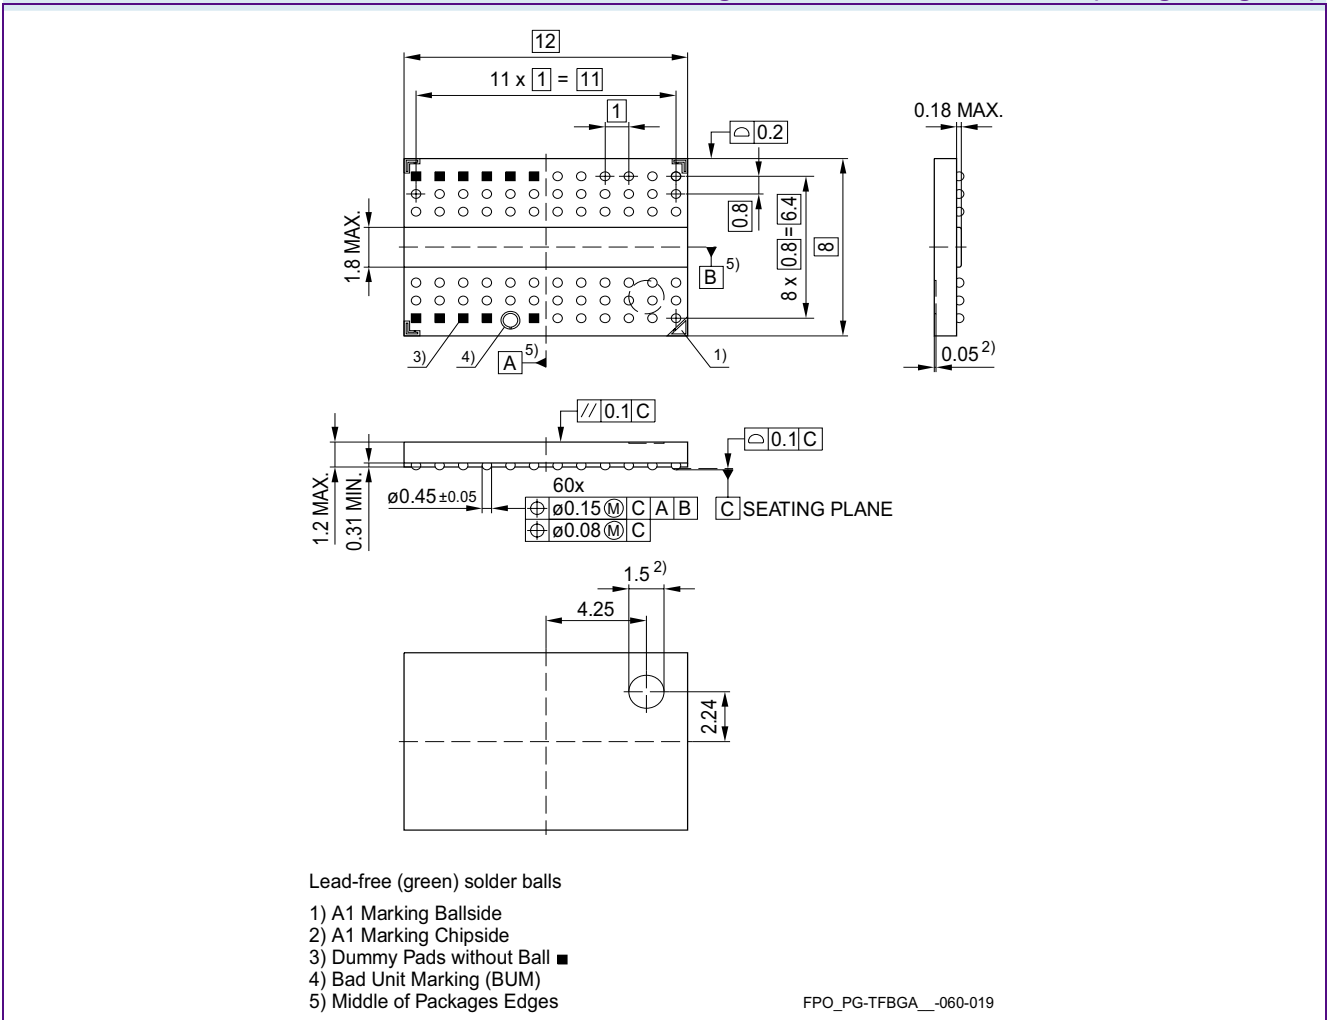 12
11 x 1 = 11
1
0.2
0.18 MAX.
0.8
8 x 0.8 = 6.4
8
1.8 MAX.
B 5)
3)
4)
A 5)
1)
0.05 2)
// 0.1 C
0.1 C
1.2 MAX.
0.31 MIN.
ø0.45 ±0.05
60x
ø0.15 Ⓜ C A B
ø0.08 Ⓜ C
C SEATING PLANE
1.5 2)
4.25
2.24
Lead-free (green) solder balls
1) A1 Marking Ballside
2) A1 Marking Chipside
3) Dummy Pads without Ball ■
4) Bad Unit Marking (BUM)
5) Middle of Packages Edges
FPO_PG-TFBGA__-060-019